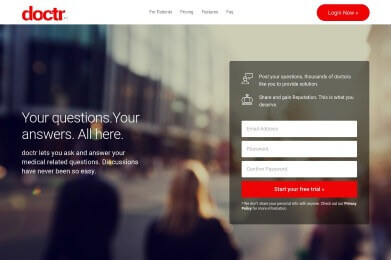 doctr.
For Patients Pricing Features Faq
Login Now »
Your questions.Your
answers. All here.
doctr lets you ask and answer your
medical related questions. Discussions
have never been so easy.
Post your questions, thousands of doctors
like you to provide solution.
Share and gain Reputation. This is what you
deserve.
Email Address
Password
Confirm Password
Start your free trial »
* We don't share your personal info with anyone. Check out our Privacy
Policy for more information.